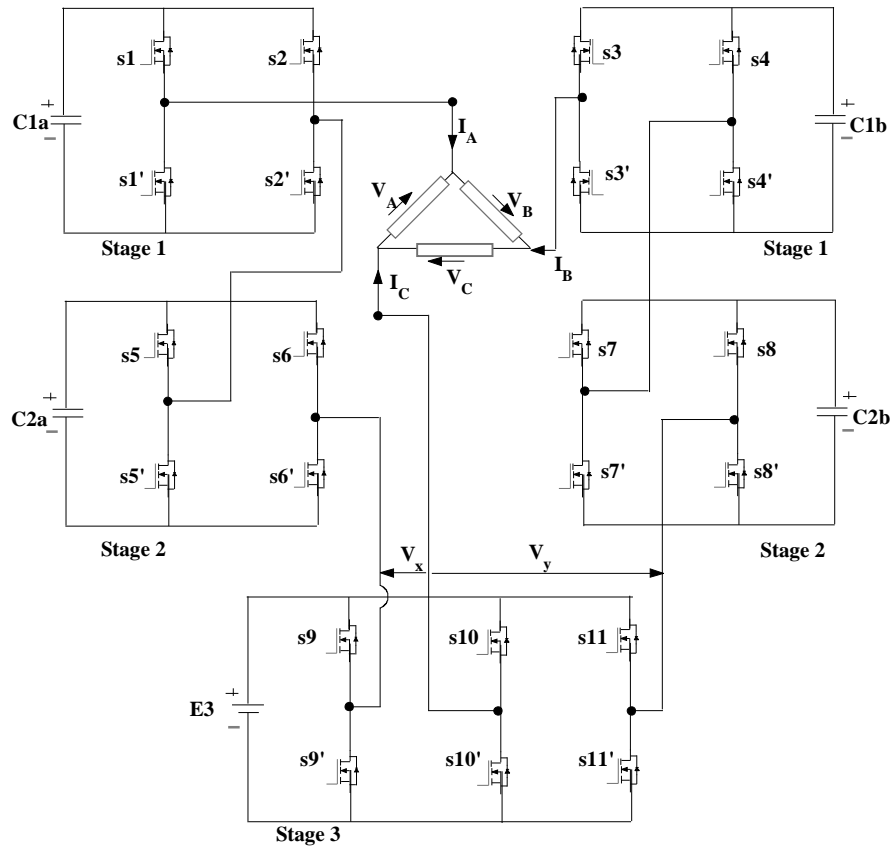 s1 s2 s3 s4
+ +
C1a C1b
− −
I_A
s1' s2' s3' s4'
V_A V_B
Stage 1 Stage 1
I_C V_C I_B
s5 s6 s7 s8
+ +
C2a C2b
− −
s5' s6' s7' s8'
Stage 2 Stage 2
V_x V_y
s9 s10 s11
+
E3
−
s9' s10' s11'
Stage 3